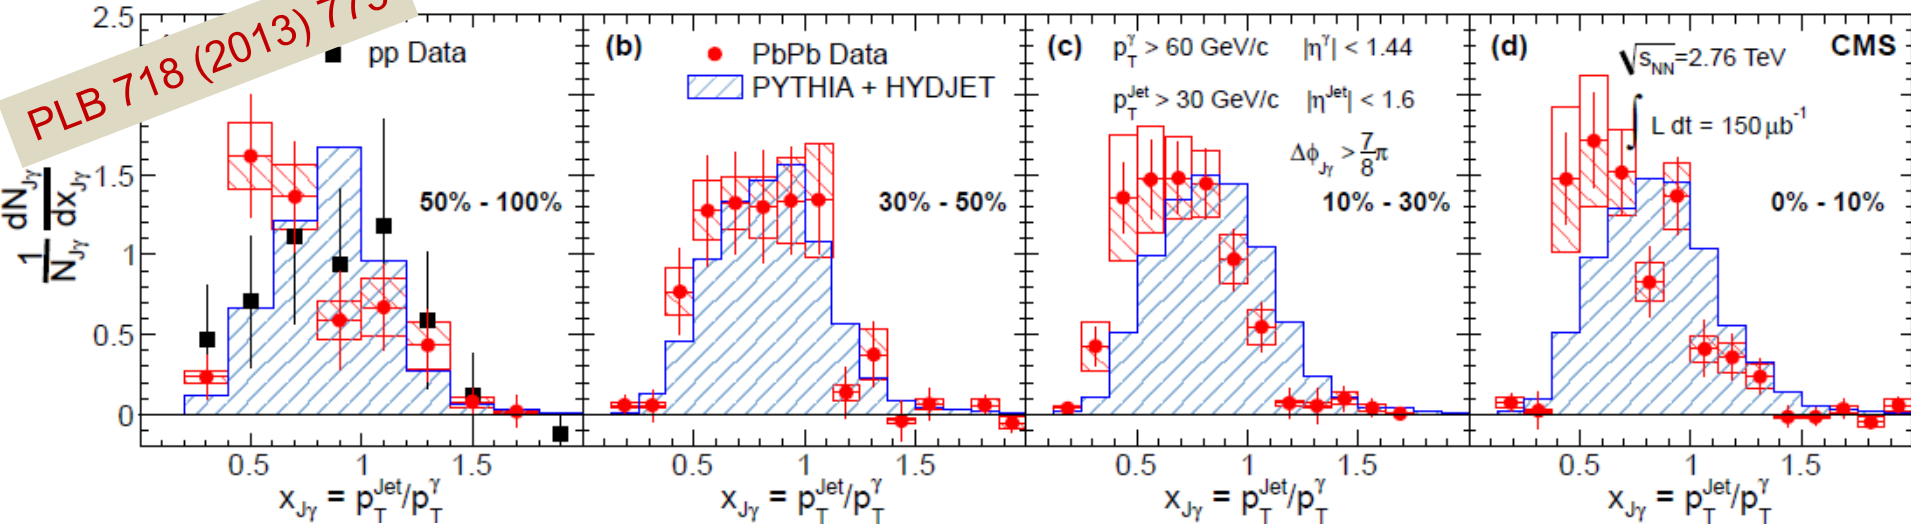 PLB 718 (2013) 773
2.5
1.5
1
0.5
0
1/N_Jγ dN_Jγ/dx_Jγ
pp Data
50% - 100%
0.5 1 1.5
x_Jγ = p_T^Jet/p_T^γ
(b)
PbPb Data
PYTHIA + HYDJET
30% - 50%
0.5 1 1.5
x_Jγ = p_T^Jet/p_T^γ
(c)
p_T^γ > 60 GeV/c |η^γ| < 1.44
p_T^Jet > 30 GeV/c |η^Jet| < 1.6
Δϕ_Jγ > 7/8 π
10% - 30%
0.5 1 1.5
x_Jγ = p_T^Jet/p_T^γ
(d)
CMS
√s_NN=2.76 TeV
∫ L dt = 150 μb^-1
0% - 10%
0.5 1 1.5
x_Jγ = p_T^Jet/p_T^γ